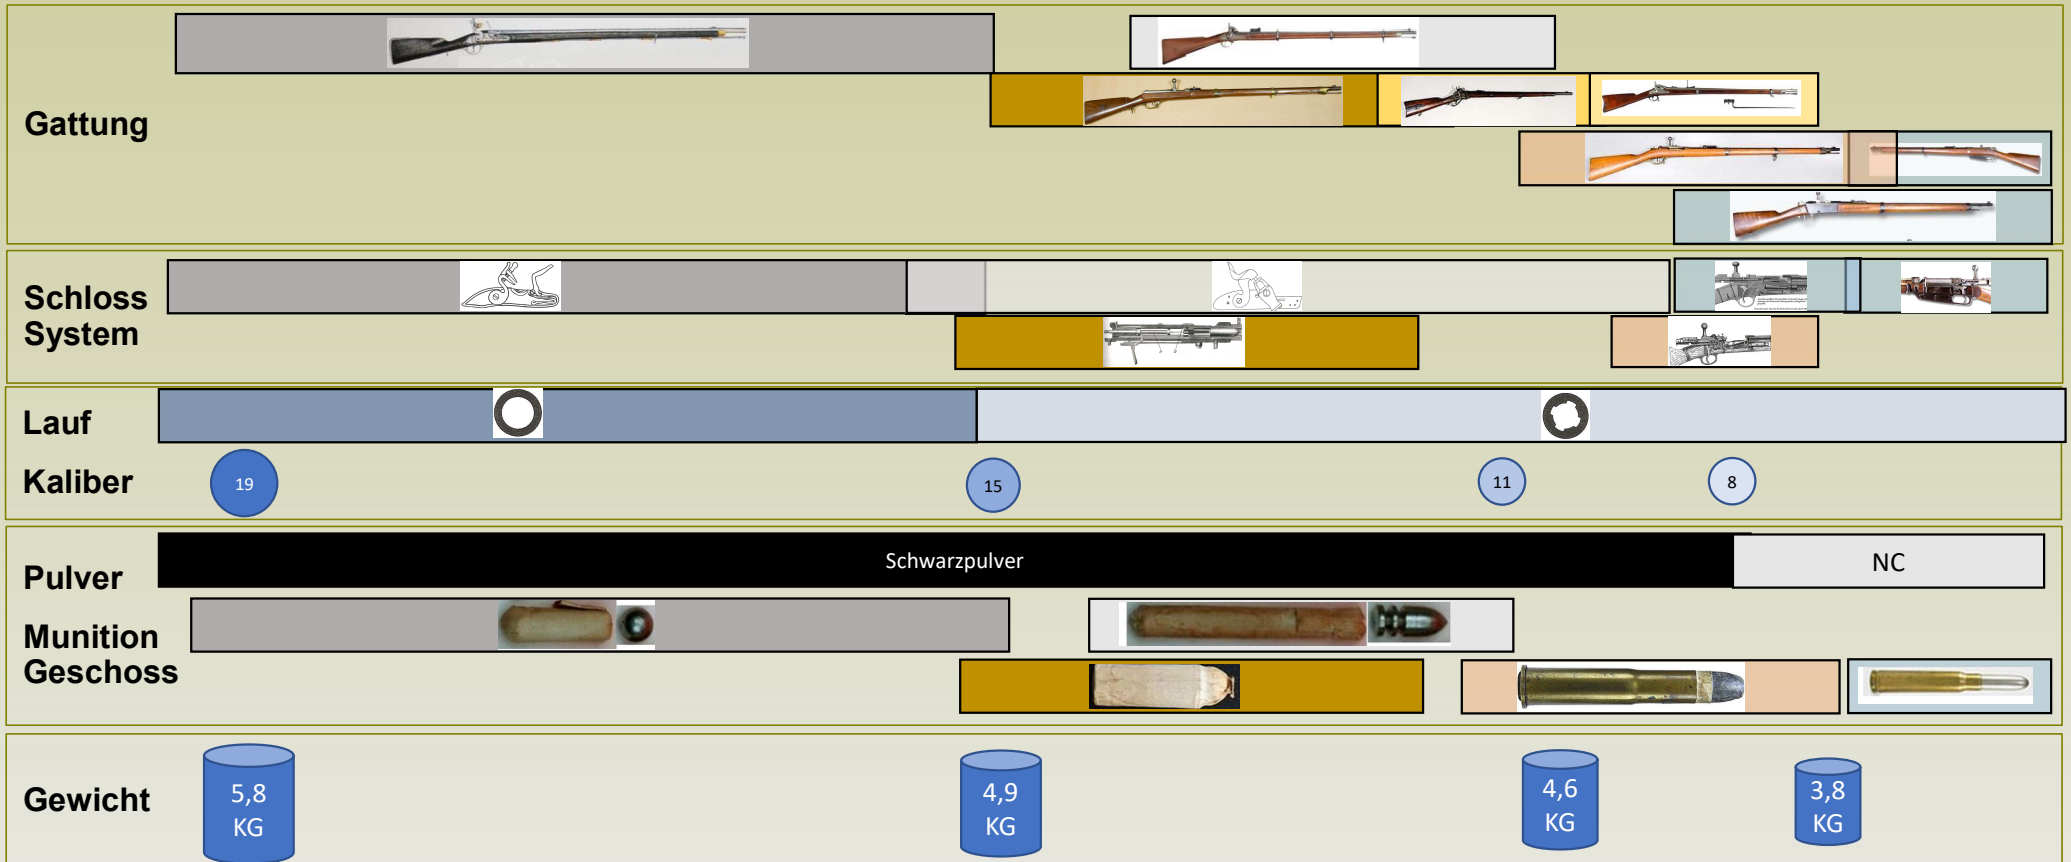 Gattung
Schloss
System
Lauf
Kaliber
19
15
11
8
Pulver
Schwarzpulver
NC
Munition
Geschoss
Gewicht
5,8
KG
4,9
KG
4,6
KG
3,8
KG